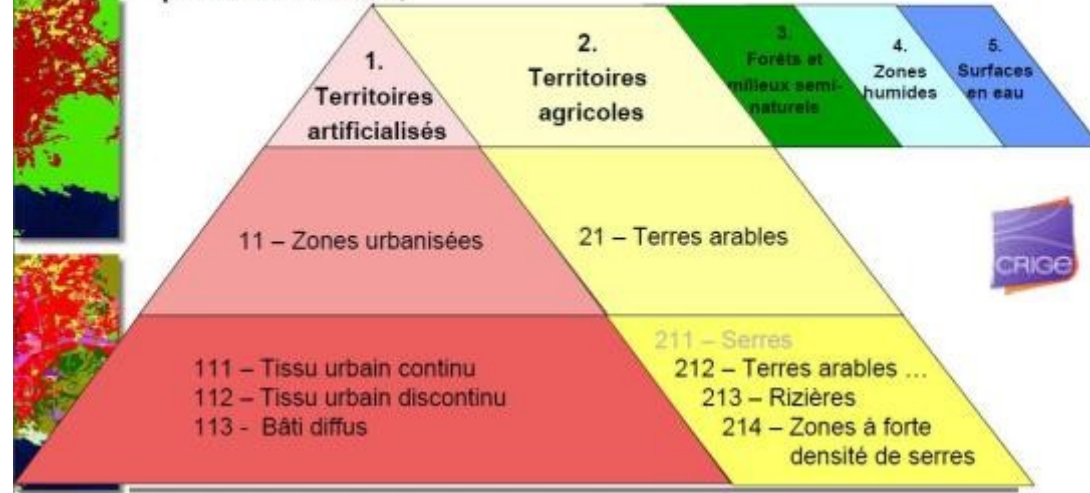 1.
Territoires
artificialisés
2.
Territoires
agricoles
3.
Forêts et
milieux semi-
naturels
4.
Zones
humides
5.
Surfaces
en eau
11 – Zones urbanisées
21 – Terres arables
CRIGE
111 – Tissu urbain continu
112 – Tissu urbain discontinu
113 - Bâti diffus
211 – Serres
212 – Terres arables ...
213 – Rizières
214 – Zones à forte
densité de serres